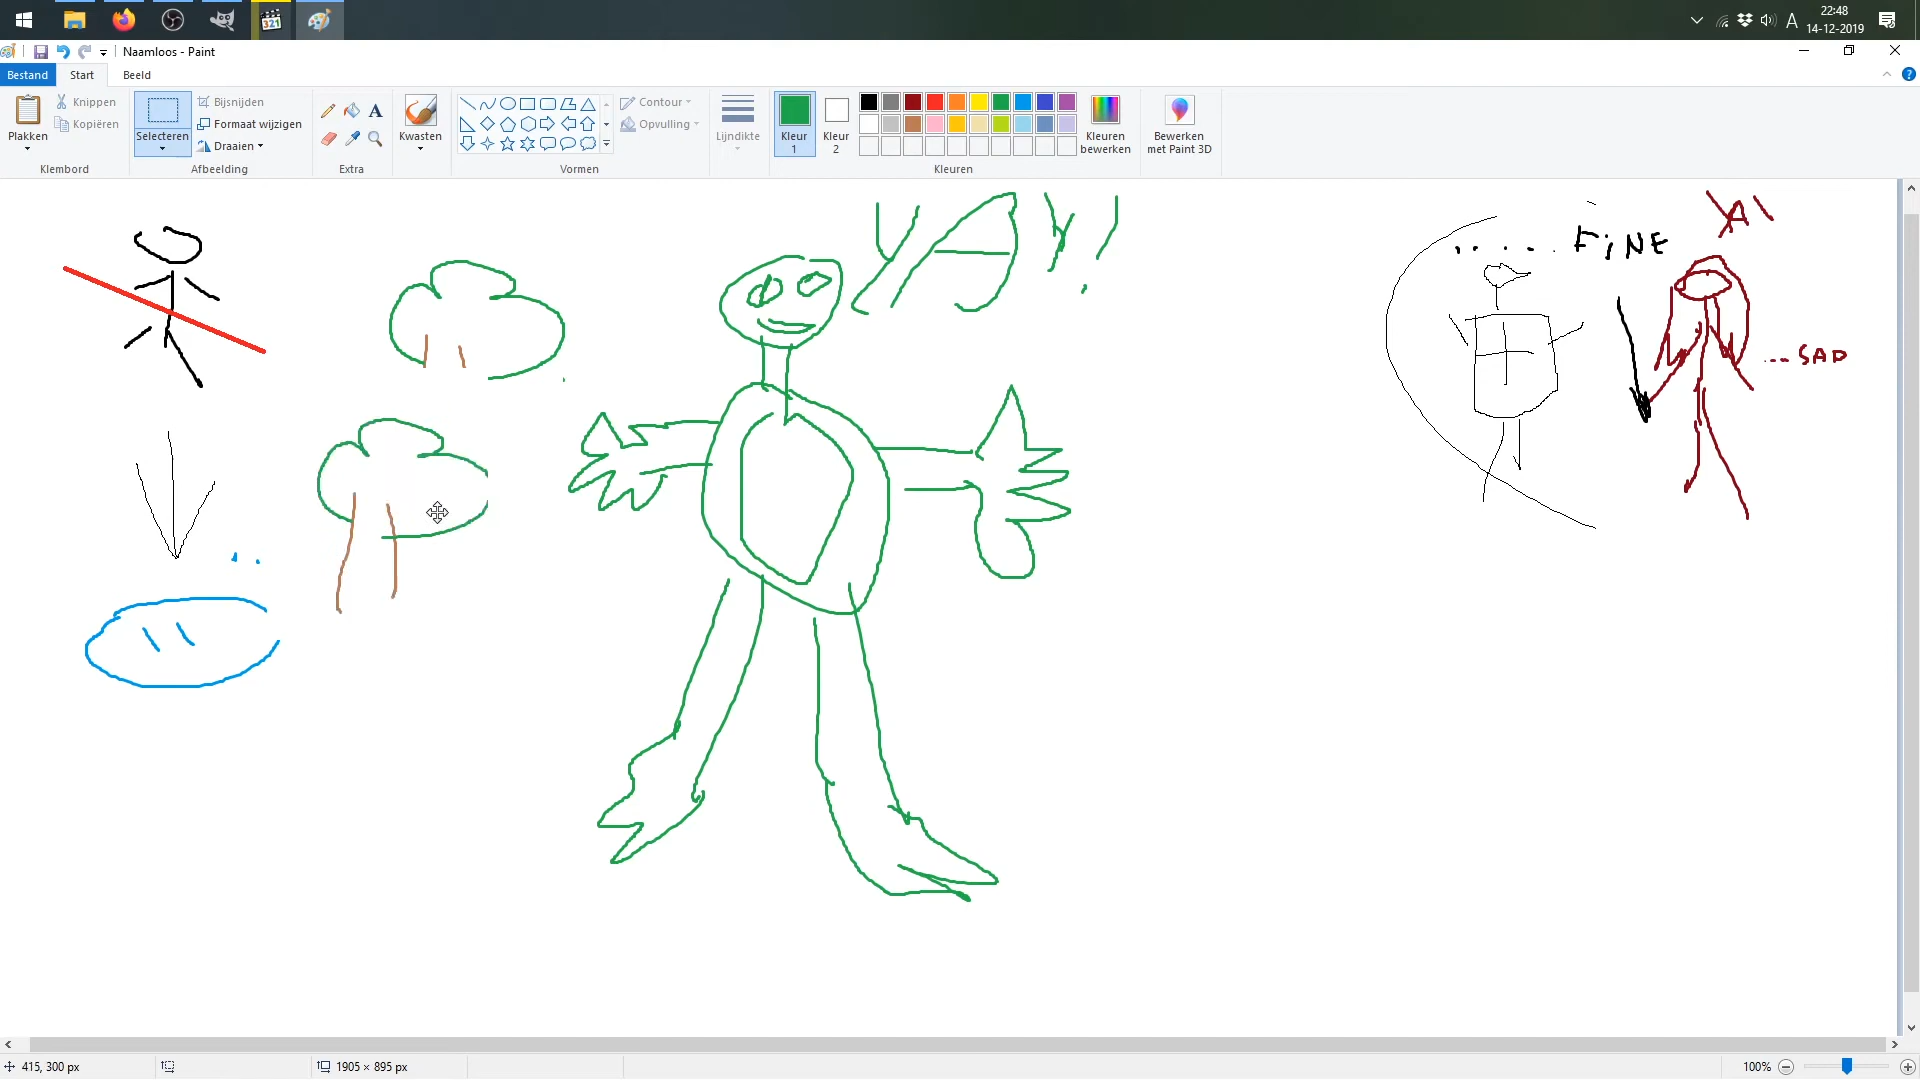 22:48
A
14-12-2019
321
Naamloos - Paint
Bestand Start Beeld
Plakken
Knippen
Kopiëren
Klembord
Selecteren
Bijsnijden
Formaat wijzigen
Draaien
Afbeelding
A
Extra
Kwasten
Contour
Opvulling
Vormen
Lijndikte
Kleur
1
Kleur
2
Kleuren
bewerken
Kleuren
Bewerken
met Paint 3D
YAY!
..... FiNE
... SAD
415, 300 px
1905 × 895 px
100%